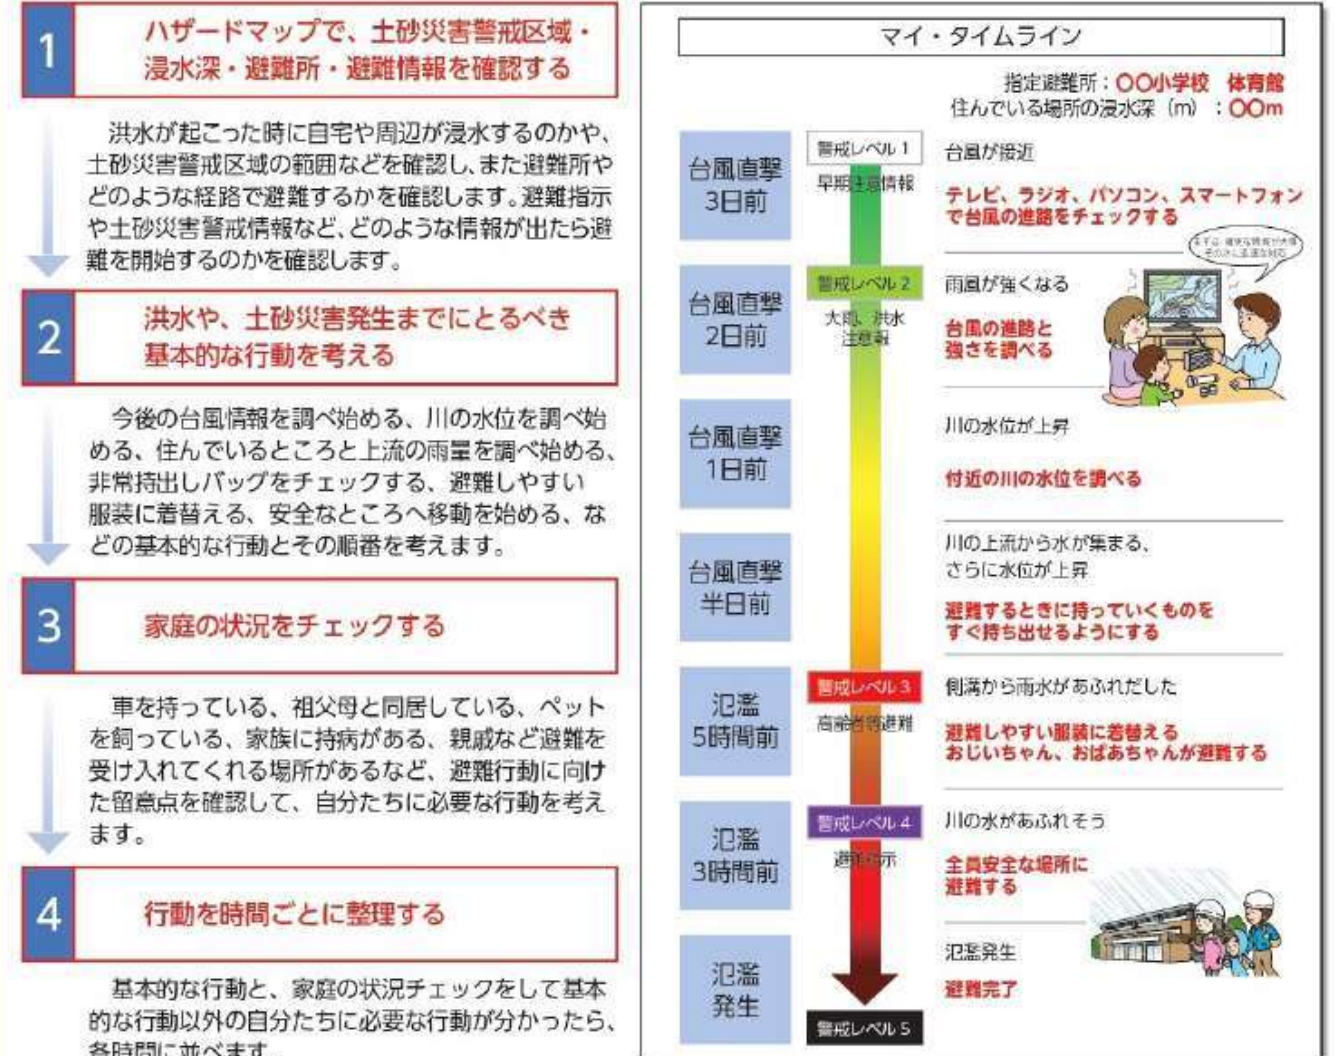 1
ハザードマップで、土砂災害警戒区域・
浸水深・避難所・避難情報を確認する
洪水が起こった時に自宅や周辺が浸水するのかや、
土砂災害警戒区域の範囲などを確認し、また避難所や
どのような経路で避難するかを確認します。避難指示
や土砂災害警戒情報など、どのような情報が出たら避
難を開始するのかを確認します。
2
洪水や、土砂災害発生までにとるべき
基本的な行動を考える
今後の台風情報を調べ始める、川の水位を調べ始
める、住んでいるところと上流の雨量を調べ始める、
非常持出しバッグをチェックする、避難しやすい
服装に着替える、安全なところへ移動を始める、な
どの基本的な行動とその順番を考えます。
3
家庭の状況をチェックする
車を持っている、祖父母と同居している、ペット
を飼っている、家族に持病がある、親戚など避難を
受け入れてくれる場所があるなど、避難行動に向け
た留意点を確認して、自分たちに必要な行動を考え
ます。
4
行動を時間ごとに整理する
基本的な行動と、家庭の状況チェックをして基本
的な行動以外の自分たちに必要な行動が分かったら、
各時間に並べます。
マイ・タイムライン
指定避難所：〇〇小学校 体育館
住んでいる場所の浸水深（m）：〇〇m
台風直撃
3日前
警戒レベル1
早期注意情報
台風が接近
テレビ、ラジオ、パソコン、スマートフォン
で台風の進路をチェックする
台風直撃
2日前
警戒レベル2
大雨、洪水
注意報
雨風が強くなる
台風の進路と
強さを調べる
台風直撃
1日前
川の水位が上昇
付近の川の水位を調べる
台風直撃
半日前
川の上流から水が集まる、
さらに水位が上昇
避難するときに持っていくものを
すぐ持ち出せるようにする
氾濫
5時間前
警戒レベル3
高齢者等避難
側溝から雨水があふれだした
避難しやすい服装に着替える
おじいちゃん、おばあちゃんが避難する
氾濫
3時間前
警戒レベル4
避難指示
川の水があふれそう
全員安全な場所に
避難する
氾濫
発生
警戒レベル5
氾濫発生
避難完了